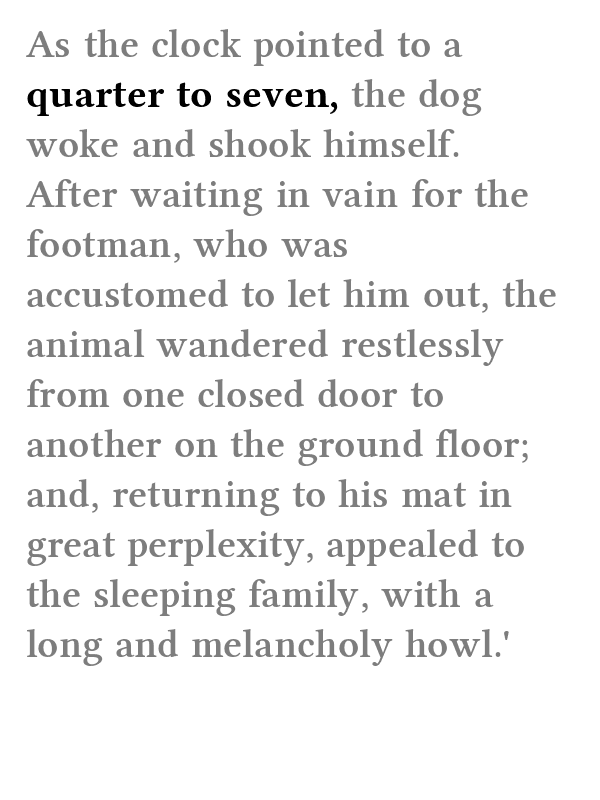 As the clock pointed to a
quarter to seven, the dog
woke and shook himself.
After waiting in vain for the
footman, who was
accustomed to let him out, the
animal wandered restlessly
from one closed door to
another on the ground floor;
and, returning to his mat in
great perplexity, appealed to
the sleeping family, with a
long and melancholy howl.'